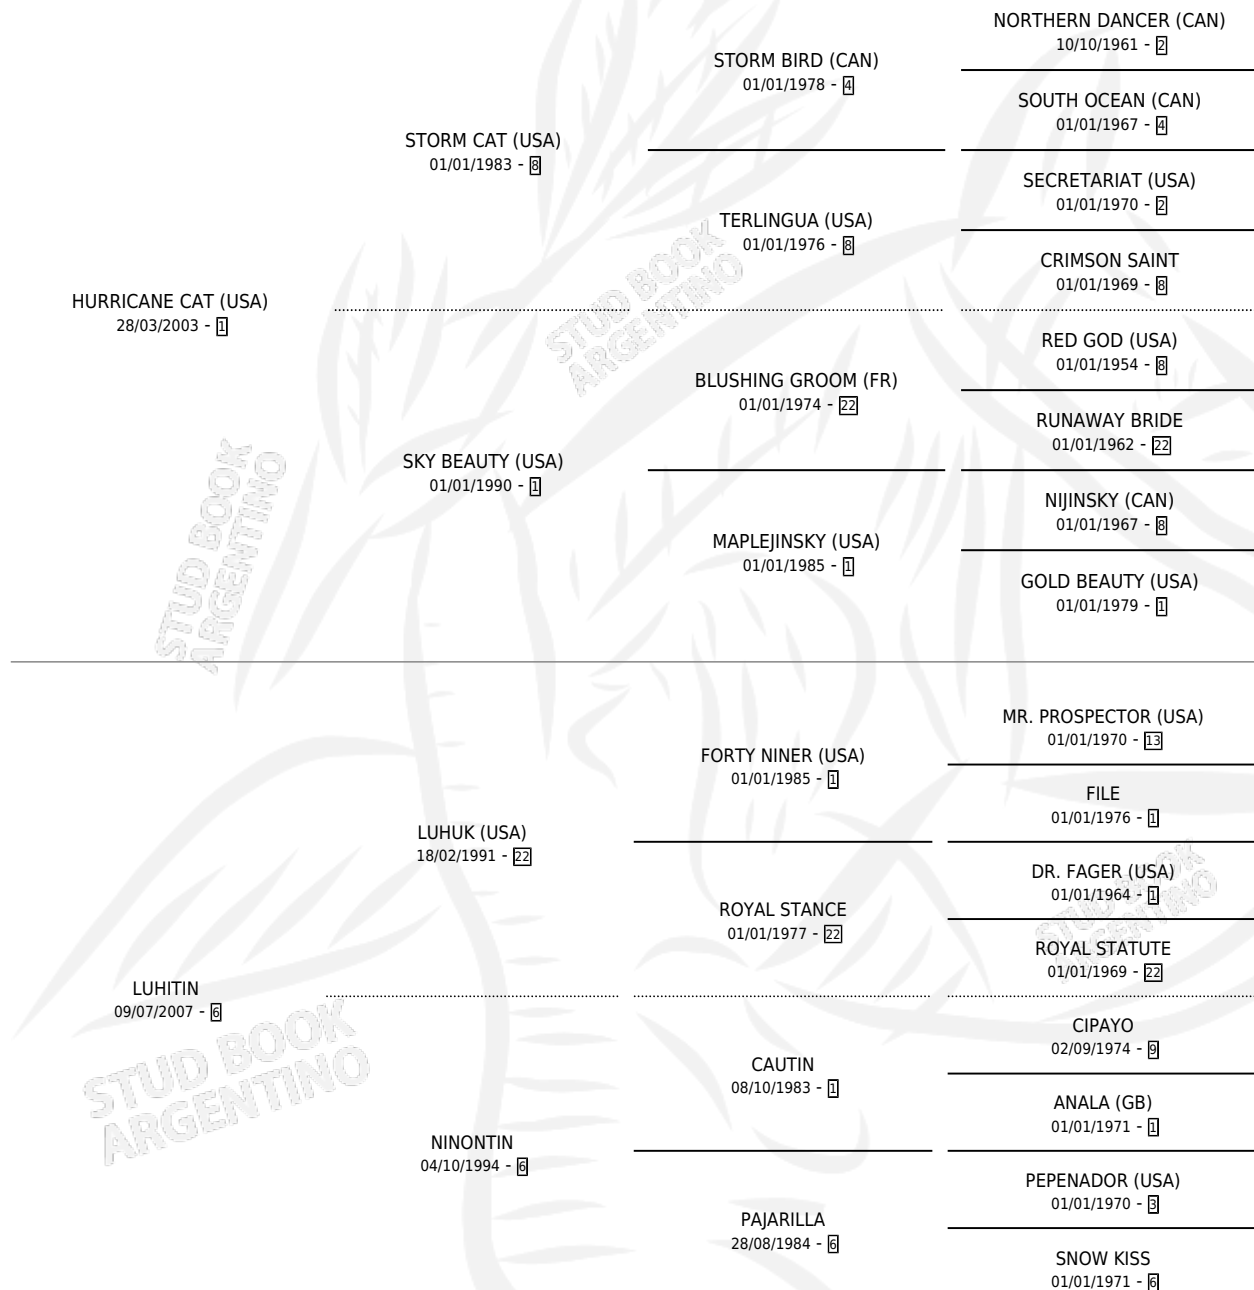 NORTHERN DANCER (CAN)
10/10/1961 - 2
STORM BIRD (CAN)
01/01/1978 - 4
SOUTH OCEAN (CAN)
01/01/1967 - 4
STORM CAT (USA)
01/01/1983 - 8
SECRETARIAT (USA)
01/01/1970 - 2
TERLINGUA (USA)
01/01/1976 - 8
CRIMSON SAINT
01/01/1969 - 8
HURRICANE CAT (USA)
28/03/2003 - 1
RED GOD (USA)
01/01/1954 - 8
BLUSHING GROOM (FR)
01/01/1974 - 22
RUNAWAY BRIDE
01/01/1962 - 22
SKY BEAUTY (USA)
01/01/1990 - 1
NIJINSKY (CAN)
01/01/1967 - 8
MAPLEJINSKY (USA)
01/01/1985 - 1
GOLD BEAUTY (USA)
01/01/1979 - 1
MR. PROSPECTOR (USA)
01/01/1970 - 13
FORTY NINER (USA)
01/01/1985 - 1
FILE
01/01/1976 - 1
LUHUK (USA)
18/02/1991 - 22
DR. FAGER (USA)
01/01/1964 - 1
ROYAL STANCE
01/01/1977 - 22
ROYAL STATUTE
01/01/1969 - 22
LUHITIN
09/07/2007 - 6
CIPAYO
02/09/1974 - 9
CAUTIN
08/10/1983 - 1
ANALA (GB)
01/01/1971 - 1
NINONTIN
04/10/1994 - 6
PEPENADOR (USA)
01/01/1970 - 3
PAJARILLA
28/08/1984 - 6
SNOW KISS
01/01/1971 - 6
STUD BOOK
ARGENTINO
STUD BOOK
ARGENTINO
STUD BOOK
ARGENTINO
STUD BOOK
ARGENTINO